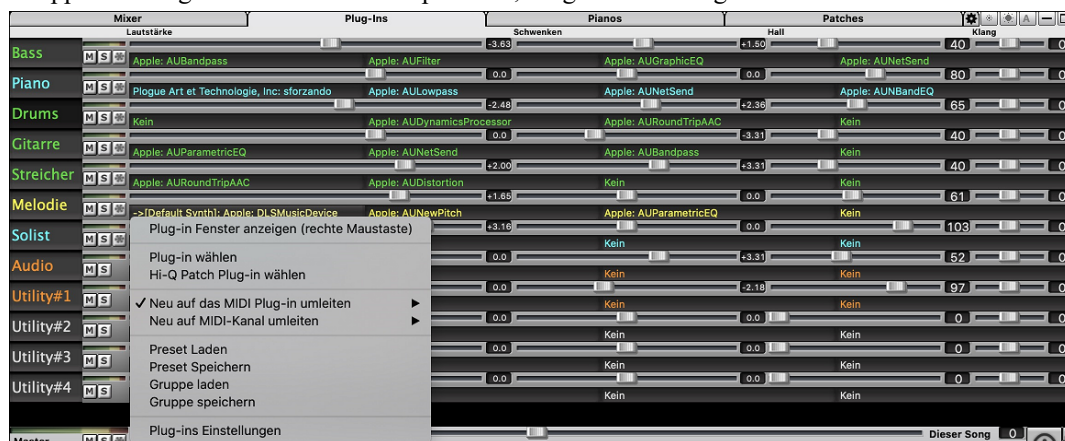 Mixer Plug-Ins Pianos Patches A
Lautstärke Schwenken Hall Klang
Bass M S -3.63 +1.50 40 0
Apple: AUBandpass Apple: AUFilter Apple: AUGraphicEQ Apple: AUNetSend
Piano M S 0.0 0.0 80 0
Plogue Art et Technologie, Inc: sforzando Apple: AULowpass Apple: AUNetSend Apple: AUNBandEQ
Drums M S -2.48 +2.36 65 0
Kein Apple: AUDynamicsProcessor Apple: AURoundTripAAC Kein
Gitarre M S 0.0 -3.31 40 0
Apple: AUParametricEQ Apple: AUNetSend Apple: AUBandpass Kein
Streicher M S +2.00 +3.31 40 0
Apple: AURoundTripAAC Apple: AUDistortion Kein Kein
Melodie M S +1.65 0.0 61 0
->[Default Synth]: Apple: DLSMusicDevice Apple: AUNewPitch Apple: AUParametricEQ Kein
Solist M S +3.16 0.0 103 0
Kein Kein
Audio M S 0.0 +3.31 52 0
Kein Kein
Utility#1 M S 0.0 -2.18 97 0
Kein Kein
Utility#2 M S 0.0 0.0 0 0
Kein Kein
Utility#3 M S 0.0 0.0 0 0
Kein Kein
Utility#4 M S 0.0 0.0 0 0
Kein Kein
Plug-in Fenster anzeigen (rechte Maustaste)
Plug-in wählen
Hi-Q Patch Plug-in wählen
✓ Neu auf das MIDI Plug-in umleiten
Neu auf MIDI-Kanal umleiten
Preset Laden
Preset Speichern
Gruppe laden
Gruppe speichern
Plug-ins Einstellungen
Master M S Dieser Song 0